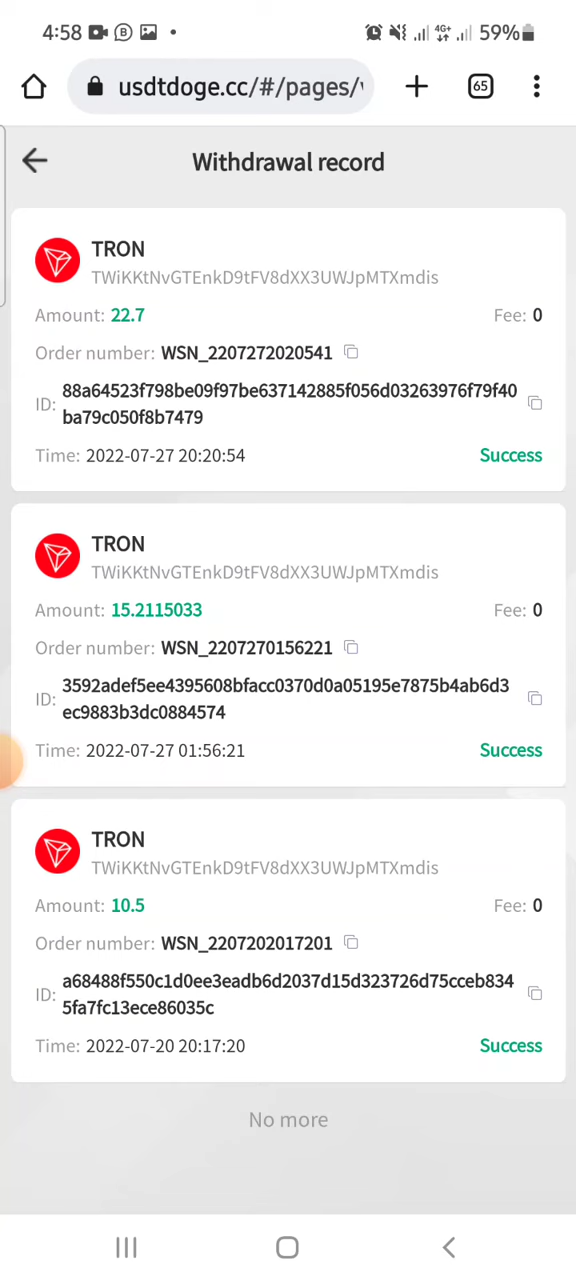 4:58 59%
usdtdoge.cc/#/pages/ 65
Withdrawal record
TRON
TWiKKtNvGTEnkD9tFV8dXX3UWJpMTXmdis
Amount: 22.7 Fee: 0
Order number: WSN_2207272020541
88a64523f798be09f97be637142885f056d03263976f79f40
ID:
ba79c050f8b7479
Time: 2022-07-27 20:20:54 Success
TRON
TWiKKtNvGTEnkD9tFV8dXX3UWJpMTXmdis
Amount: 15.2115033 Fee: 0
Order number: WSN_2207270156221
3592adef5ee4395608bfacc0370d0a05195e7875b4ab6d3
ID:
ec9883b3dc0884574
Time: 2022-07-27 01:56:21 Success
TRON
TWiKKtNvGTEnkD9tFV8dXX3UWJpMTXmdis
Amount: 10.5 Fee: 0
Order number: WSN_2207202017201
a68488f550c1d0ee3eadb6d2037d15d323726d75cceb834
ID:
5fa7fc13ece86035c
Time: 2022-07-20 20:17:20 Success
No more